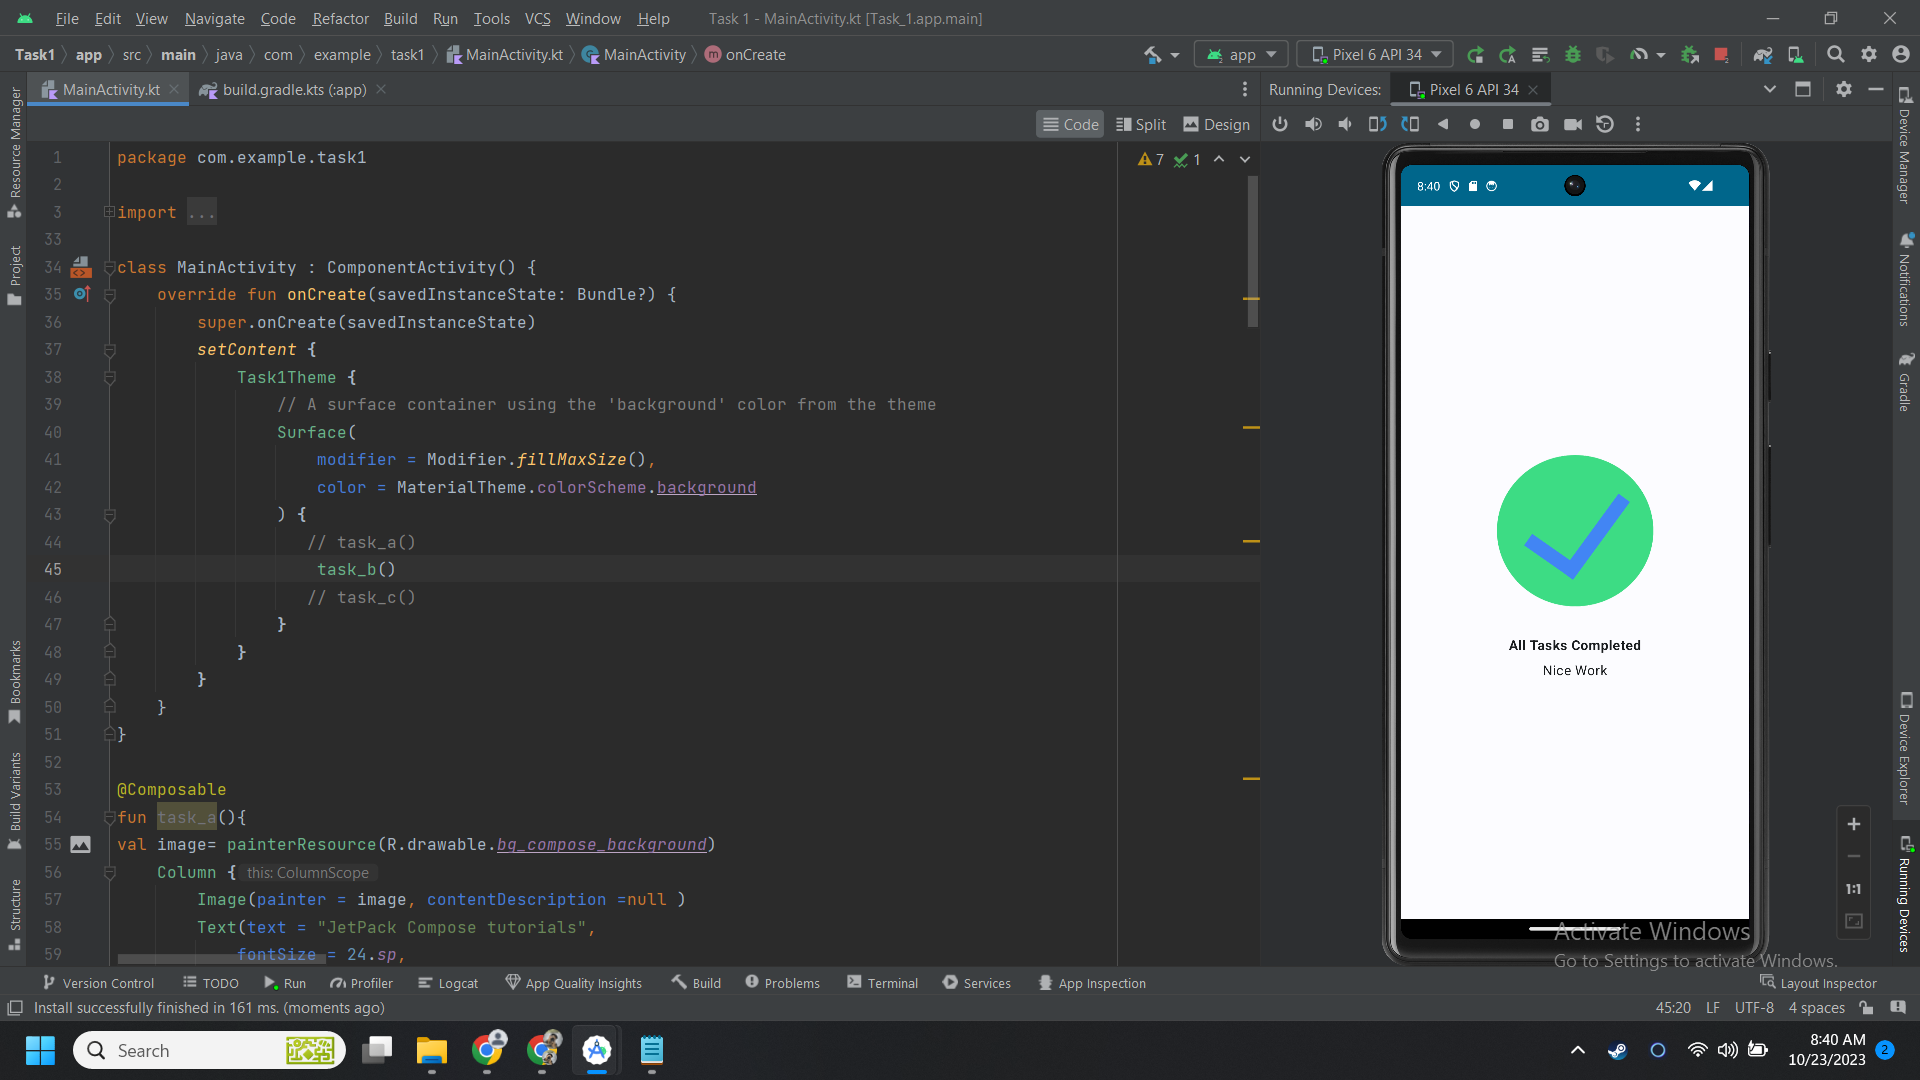 File Edit View Navigate Code Refactor Build Run Tools VCS Window Help Task 1 - MainActivity.kt [Task_1.app.main]
Task1 app src main java com example task1 MainActivity.kt MainActivity onCreate app Pixel 6 API 34
MainActivity.kt build.gradle.kts (:app) Running Devices: Pixel 6 API 34
Code Split Design
7 1
1 package com.example.task1
2
3 import ...
33
34 class MainActivity : ComponentActivity() {
35 override fun onCreate(savedInstanceState: Bundle?) {
36 super.onCreate(savedInstanceState)
37 setContent {
38 Task1Theme {
39 // A surface container using the 'background' color from the theme
40 Surface(
41 modifier = Modifier.fillMaxSize(),
42 color = MaterialTheme.colorScheme.background
43 ) {
44 // task_a()
45 task_b()
46 // task_c()
47 }
48 }
49 }
50 }
51 }
52
53 @Composable
54 fun task_a(){
55 val image= painterResource(R.drawable.bg_compose_background)
56 Column { this: ColumnScope
57 Image(painter = image, contentDescription =null )
58 Text(text = "JetPack Compose tutorials",
59 fontSize = 24.sp,
Resource Manager
Project
Bookmarks
Build Variants
Structure
8:40
All Tasks Completed
Nice Work
1:1
Device Manager
Notifications
Gradle
Device Explorer
Running Devices
Activate Windows
Go to Settings to activate Windows.
Version Control TODO Run Profiler Logcat App Quality Insights Build Problems Terminal Services App Inspection Layout Inspector
Install successfully finished in 161 ms. (moments ago) 45:20 LF UTF-8 4 spaces
Search
8:40 AM
10/23/2023
2